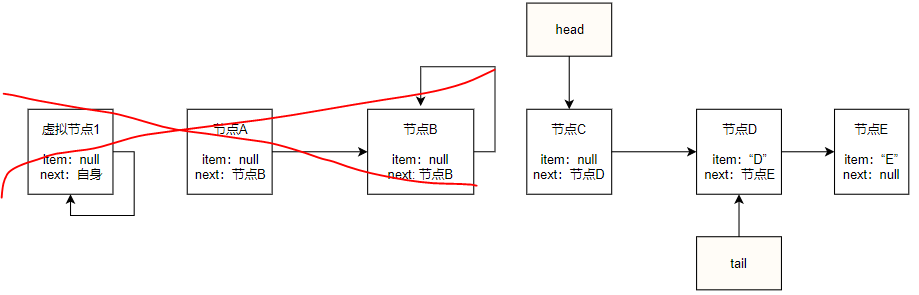 head
虚拟节点1
item：null
next：自身
节点A
item：null
next：节点B
节点B
item：null
next: 节点B
节点C
item：null
next：节点D
节点D
item：“D”
next：节点E
节点E
item：“E”
next：null
tail